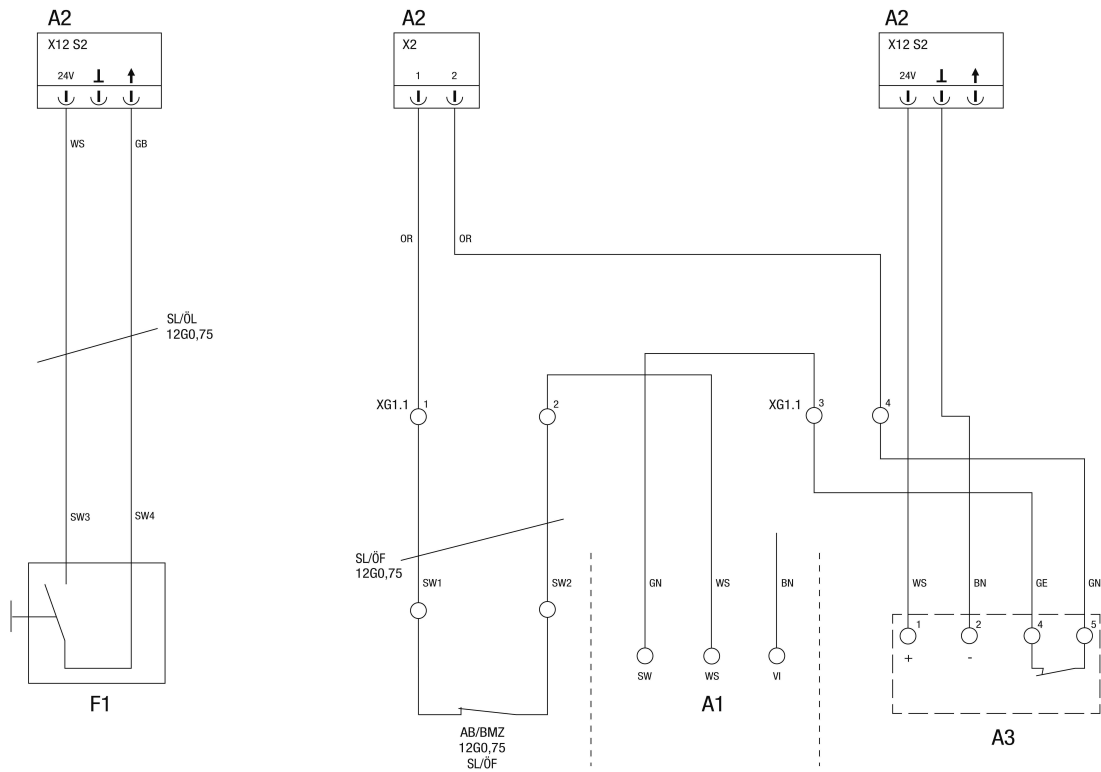 A2
X12 S2
24V
WS
GB
SL/ÖL
12G0,75
SW3
SW4
F1
A2
X2
1
2
OR
OR
XG1.1
1
2
SL/ÖF
12G0,75
SW1
SW2
AB/BMZ
12G0,75
SL/ÖF
GN
WS
BN
SW
WS
VI
A1
XG1.1
3
4
A2
X12 S2
24V
WS
BN
GE
GN
1
2
4
5
+
-
A3